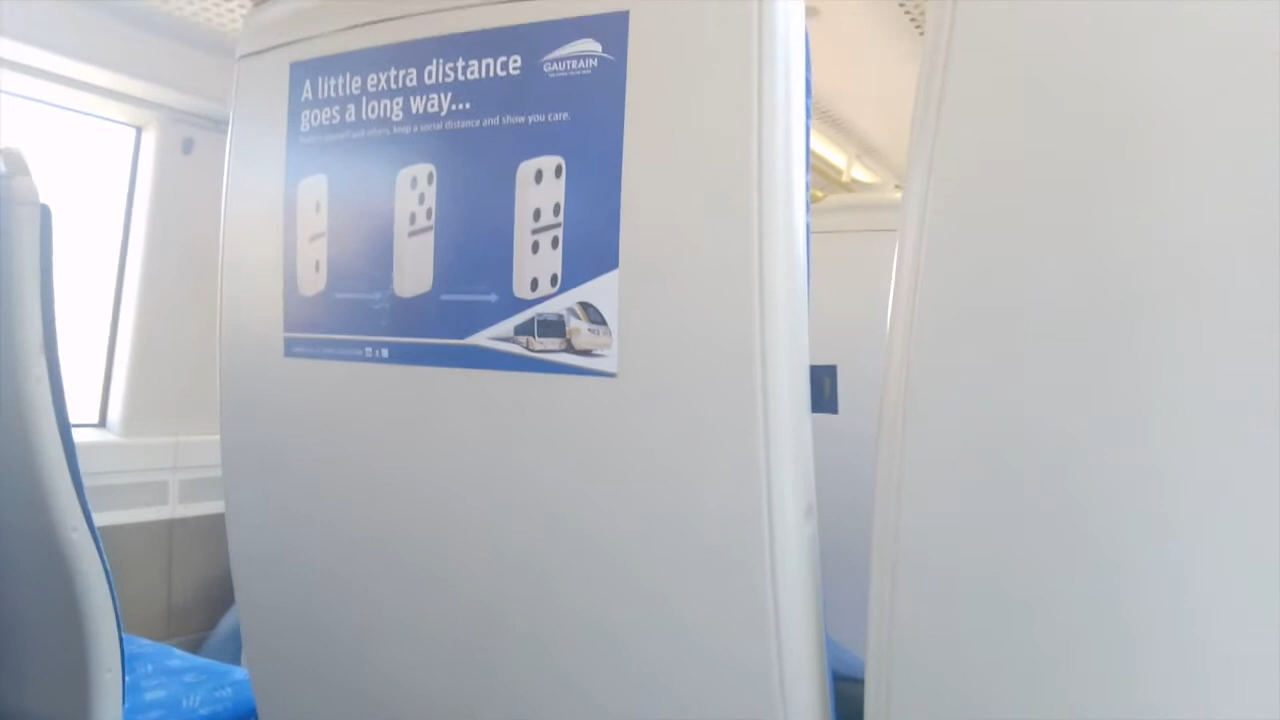 A little extra distance
goes a long way...
keep a social distance and show you care.
GAUTRAIN